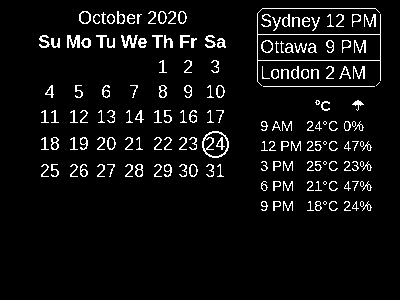 October 2020
Su Mo Tu We Th Fr Sa
1 2 3
4 5 6 7 8 9 10
11 12 13 14 15 16 17
18 19 20 21 22 23 24
25 26 27 28 29 30 31
Sydney 12 PM
Ottawa 9 PM
London 2 AM
°C
9 AM 24°C 0%
12 PM 25°C 47%
3 PM 25°C 23%
6 PM 21°C 47%
9 PM 18°C 24%